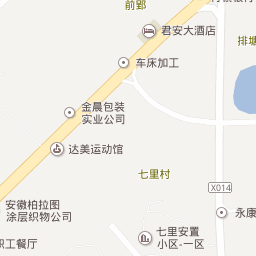 前郢
君安大酒店
排塘
车床加工
金晨包装
实业公司
达美运动馆
七里村
X014
安徽柏拉图
涂层织物公司
永康
七里安置
小区-一区
职工餐厅